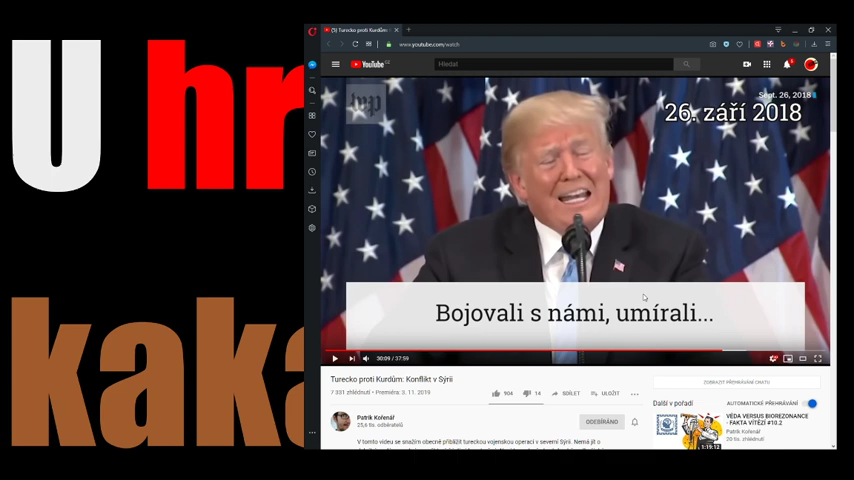 U hr
kaka
(5) Turecko proti Kurdům:
www.youtube.com/watch
YouTube CZ
Hledat
wp
Sept. 26, 2018
26. září 2018
Bojovali s námi, umírali...
30:09 / 37:59
Turecko proti Kurdům: Konflikt v Sýrii
7 331 zhlédnutí • Premiéra: 3. 11. 2019
904
14
SDÍLET
ULOŽIT
ZOBRAZIT PŘEHRÁVÁNÍ CHATU
Další v pořadí
AUTOMATICKÉ PŘEHRÁVÁNÍ
Patrik Kořenář
25,6 tis. odběratelů
ODEBÍRÁNO
V tomto videu se snažím obecně přiblížit tureckou vojenskou operaci v severní Sýrii. Nemá jít o
VĚDA VERSUS BIOREZONANCE
- FAKTA VÍTĚZÍ #10.2
Patrik Kořenář
20 tis. zhlédnutí
1:19:12